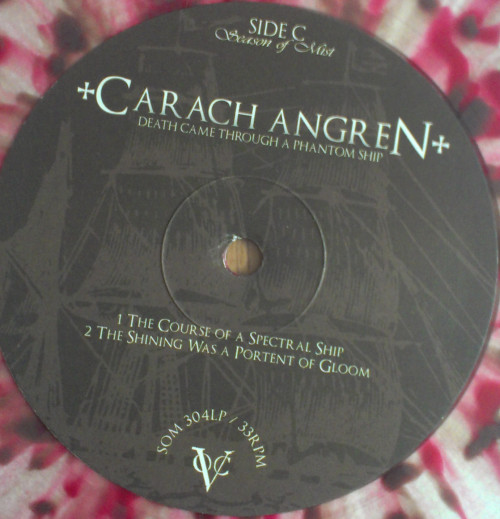 SIDE C
Season of Mist
CARACH ANGREN
DEATH CAME THROUGH A PHANTOM SHIP
1 THE COURSE OF A SPECTRAL SHIP
2 THE SHINING WAS A PORTENT OF GLOOM
SOM 304LP / 33RPM